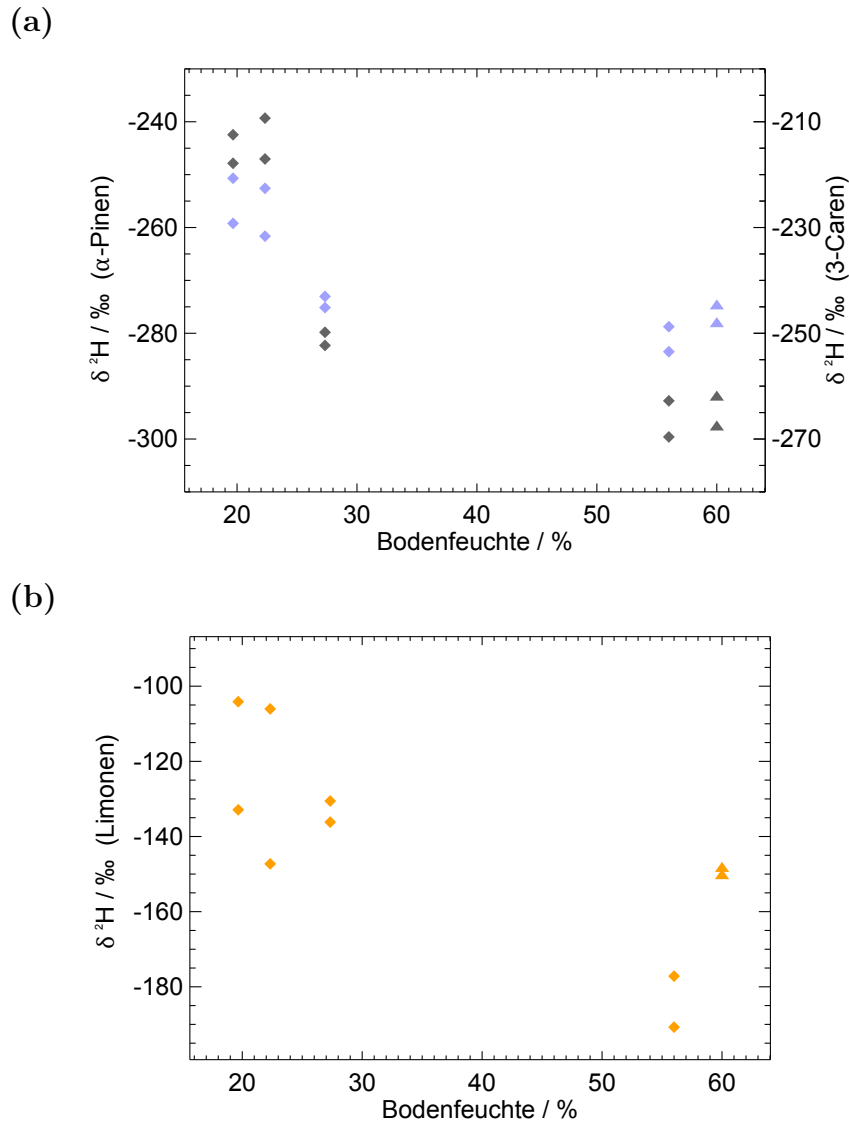 (a)
-240
-260
-280
-300
δ ²H / ‰ (α-Pinen)
-210
-230
-250
-270
δ ²H / ‰ (3-Caren)
20 30 40 50 60
Bodenfeuchte / %
(b)
-100
-120
-140
-160
-180
δ ²H / ‰ (Limonen)
20 30 40 50 60
Bodenfeuchte / %